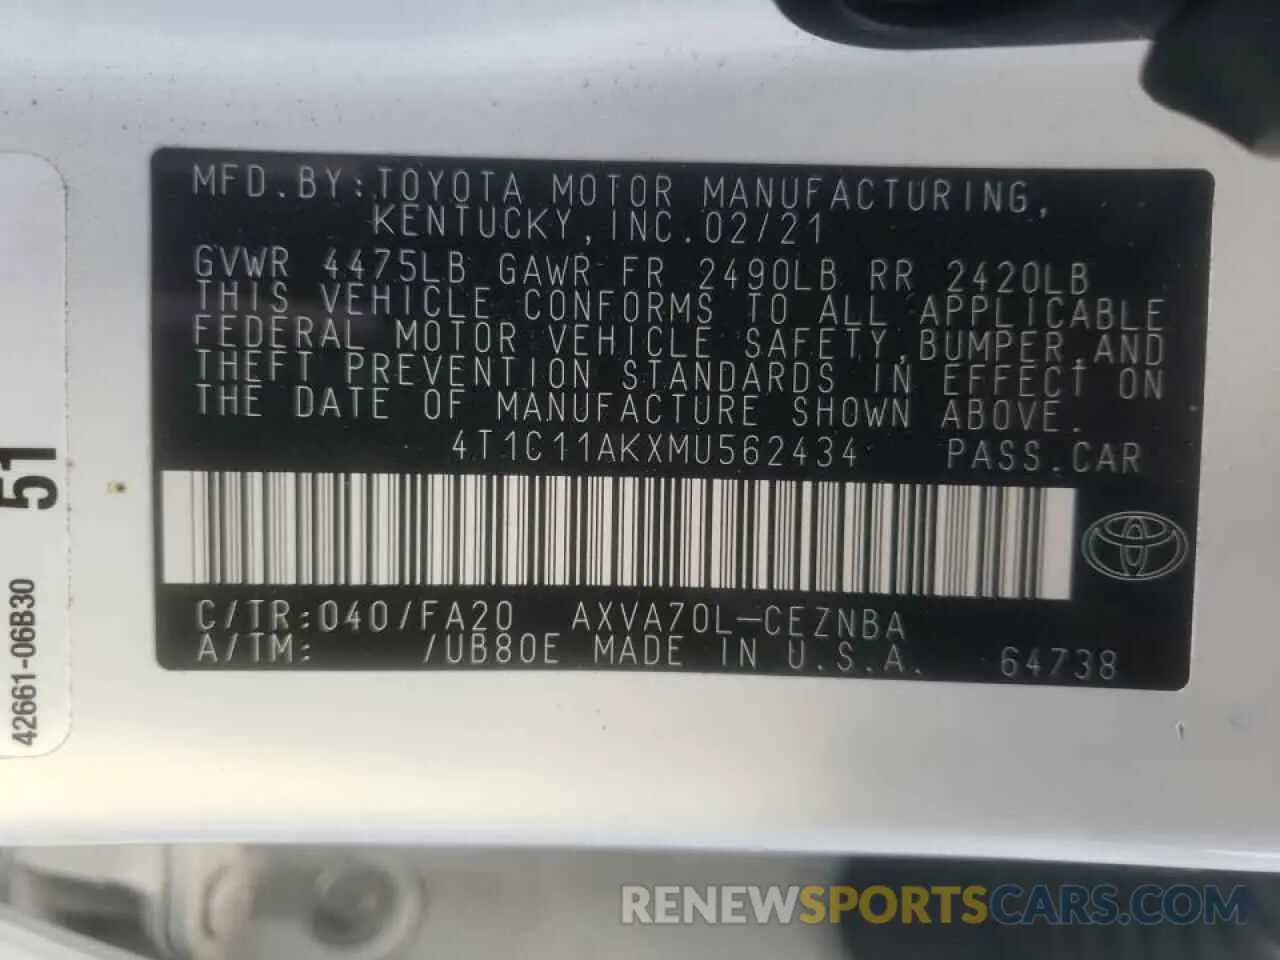 MFD.BY:TOYOTA MOTOR MANUFACTURING,
KENTUCKY,INC.02/21
GVWR 4475LB GAWR FR 2490LB RR 2420LB
THIS VEHICLE CONFORMS TO ALL APPLICABLE
FEDERAL MOTOR VEHICLE SAFETY,BUMPER,AND
THEFT PREVENTION STANDARDS IN EFFECT ON
THE DATE OF MANUFACTURE SHOWN ABOVE.
4T1C11AKXMU562434 PASS.CAR
C/TR:040/FA20 AXVA70L-CEZNBA
A/TM: /UB80E MADE IN U.S.A. 64738
51
42661-06B30
RENEWSPORTSCARS.COM